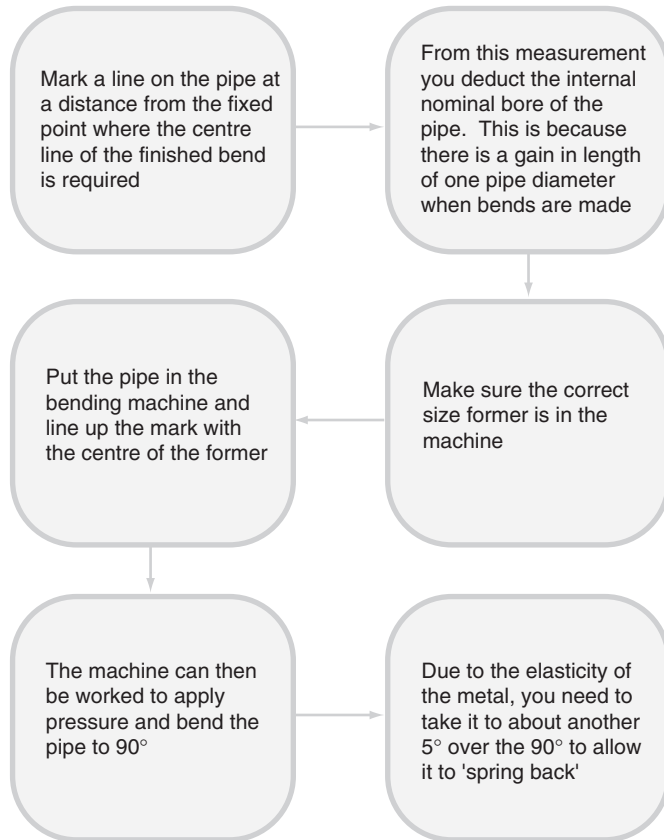 Mark a line on the pipe at
a distance from the fixed
point where the centre
line of the finished bend
is required
From this measurement
you deduct the internal
nominal bore of the
pipe.  This is because
there is a gain in length
of one pipe diameter
when bends are made
Make sure the correct
size former is in the
machine
Put the pipe in the
bending machine and
line up the mark with
the centre of the former
The machine can then
be worked to apply
pressure and bend the
pipe to 90°
Due to the elasticity of
the metal, you need to
take it to about another
5° over the 90° to allow
it to 'spring back'